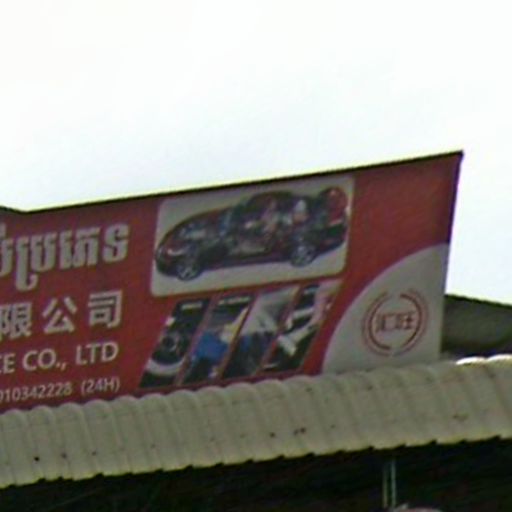 ប្រភេទ
限公司
CE CO., LTD
010342228 (24H)
汇旺